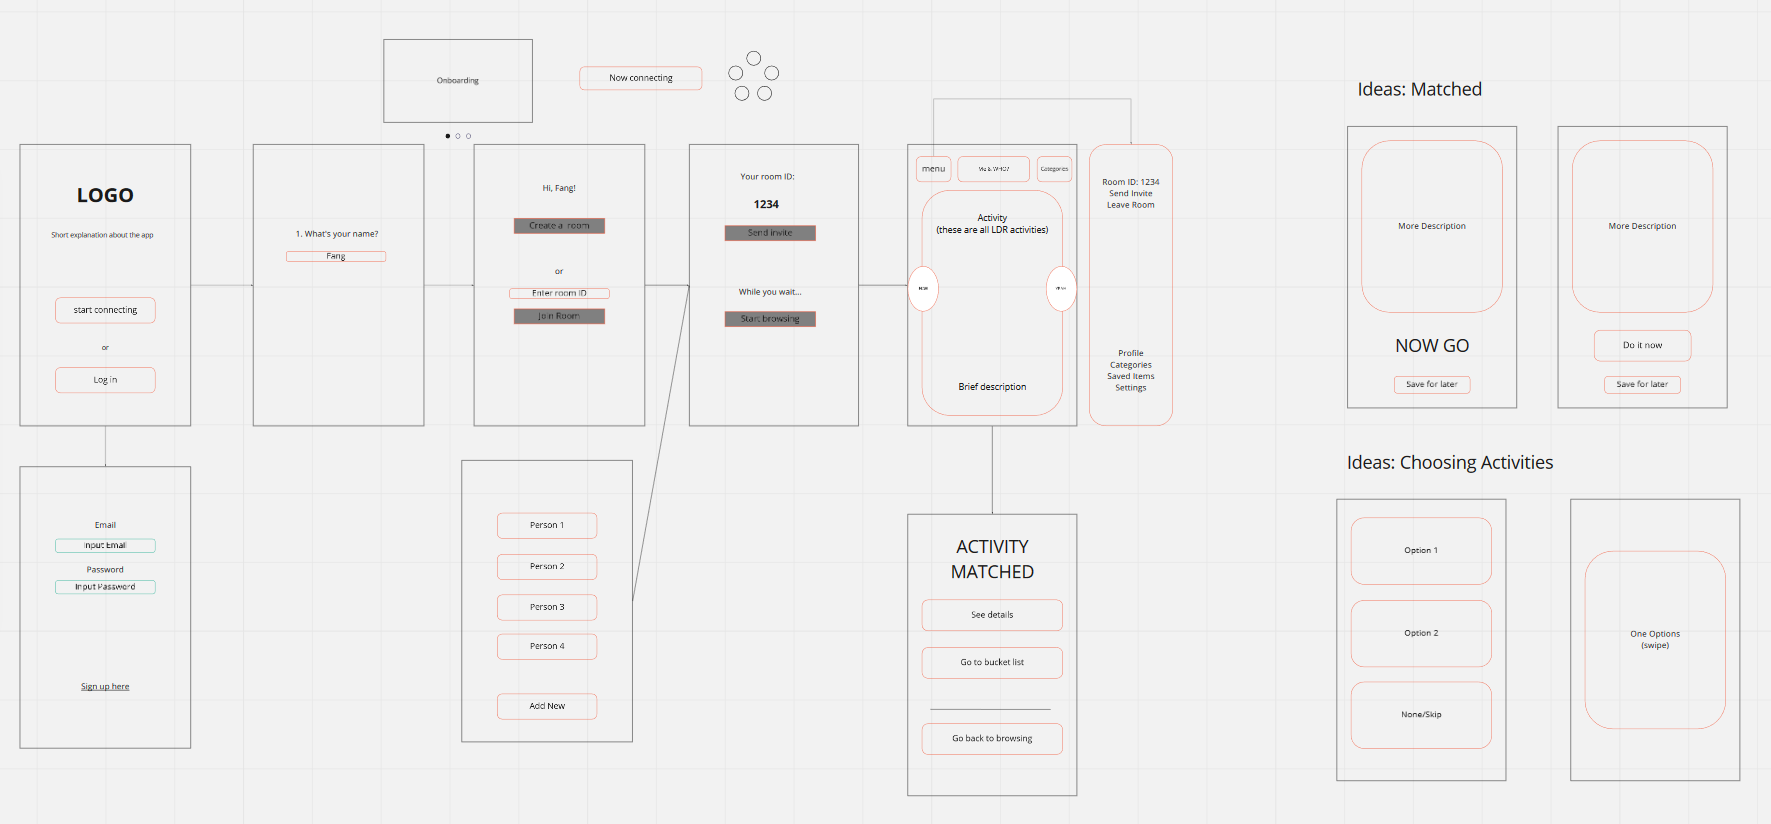 Onboarding
Now connecting
LOGO
Short explanation about the app
start connecting
or
Log in
Email
Input Email
Password
Input Password
Sign up here
1. What's your name?
Fang
Hi, Fang!
Create a room
or
Enter room ID
Join Room
Person 1
Person 2
Person 3
Person 4
Add New
Your room ID:
1234
Send invite
While you wait...
Start browsing
menu
Me & WHO?
Categories
Activity
(these are all LDR activities)
Brief description
Room ID: 1234
Send Invite
Leave Room
Profile
Categories
Saved Items
Settings
ACTIVITY
MATCHED
See details
Go to bucket list
Go back to browsing
Ideas: Matched
More Description
NOW GO
Save for later
More Description
Do it now
Save for later
Ideas: Choosing Activities
Option 1
Option 2
None/Skip
One Options
(swipe)